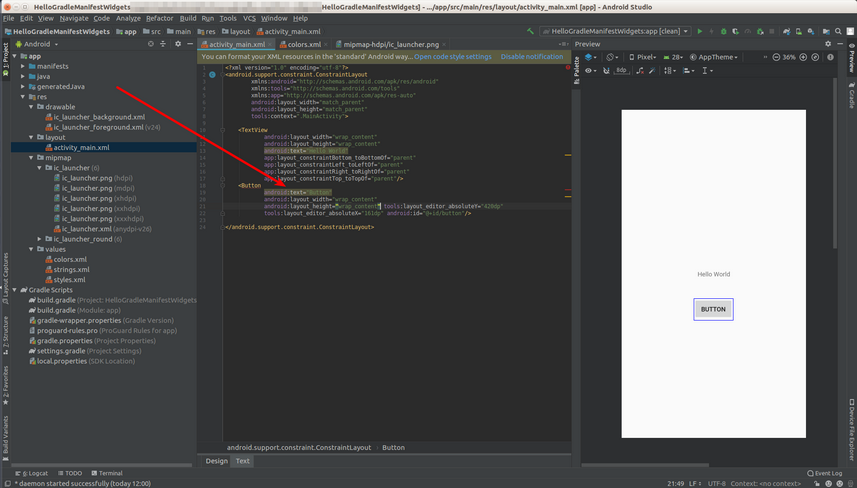 HelloGradleManifestWidgets
HelloGradleManifestWidgets] - .../app/src/main/res/layout/activity_main.xml [app] - Android Studio
File Edit View Navigate Code Analyze Refactor Build Run Tools VCS Window Help
HelloGradleManifestWidgets app src main res layout activity_main.xml
HelloGradleManifestWidgets:app [clean]
Android
activity_main.xml colors.xml mipmap-hdpi/ic_launcher.png
Preview
You can format your XML resources in the 'standard' Android way... Open code style settings Disable notification
Pixel 28 AppTheme 36%
8dp
1: Project
Layout Captures
Z: Structure
2: Favorites
Build Variants
app
manifests
java
generatedJava
res
drawable
ic_launcher_background.xml
ic_launcher_foreground.xml (v24)
layout
activity_main.xml
mipmap
ic_launcher (6)
ic_launcher.png (hdpi)
ic_launcher.png (mdpi)
ic_launcher.png (xhdpi)
ic_launcher.png (xxhdpi)
ic_launcher.png (xxxhdpi)
ic_launcher.xml (anydpi-v26)
ic_launcher_round (6)
values
colors.xml
strings.xml
styles.xml
Gradle Scripts
build.gradle (Project: HelloGradleManifestWidgets
build.gradle (Module: app)
gradle-wrapper.properties (Gradle Version)
proguard-rules.pro (ProGuard Rules for app)
gradle.properties (Project Properties)
settings.gradle (Project Settings)
local.properties (SDK Location)
<?xml version="1.0" encoding="utf-8"?>
<android.support.constraint.ConstraintLayout
xmlns:android="http://schemas.android.com/apk/res/android"
xmlns:tools="http://schemas.android.com/tools"
xmlns:app="http://schemas.android.com/apk/res-auto"
android:layout_width="match_parent"
android:layout_height="match_parent"
tools:context=".MainActivity">
<TextView
android:layout_width="wrap_content"
android:layout_height="wrap_content"
android:text="Hello World"
app:layout_constraintBottom_toBottomOf="parent"
app:layout_constraintLeft_toLeftOf="parent"
app:layout_constraintRight_toRightOf="parent"
app:layout_constraintTop_toTopOf="parent"/>
<Button
android:text="Button"
android:layout_width="wrap_content"
android:layout_height="wrap_content" tools:layout_editor_absoluteY="420dp"
tools:layout_editor_absoluteX="161dp" android:id="@+id/button"/>
</android.support.constraint.ConstraintLayout>
android.support.constraint.ConstraintLayout Button
Design Text
Palette
Hello World
BUTTON
Preview
Gradle
Device File Explorer
6: Logcat TODO Terminal
Event Log
* daemon started successfully (today 12:00)
21:49 LF UTF-8 Context: <no context>